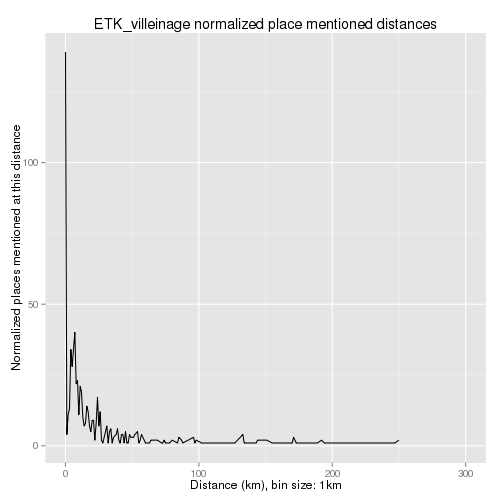 ETK_villeinage normalized place mentioned distances
Normalized places mentioned at this distance
100
50
0
0
100
200
300
Distance (km), bin size: 1km